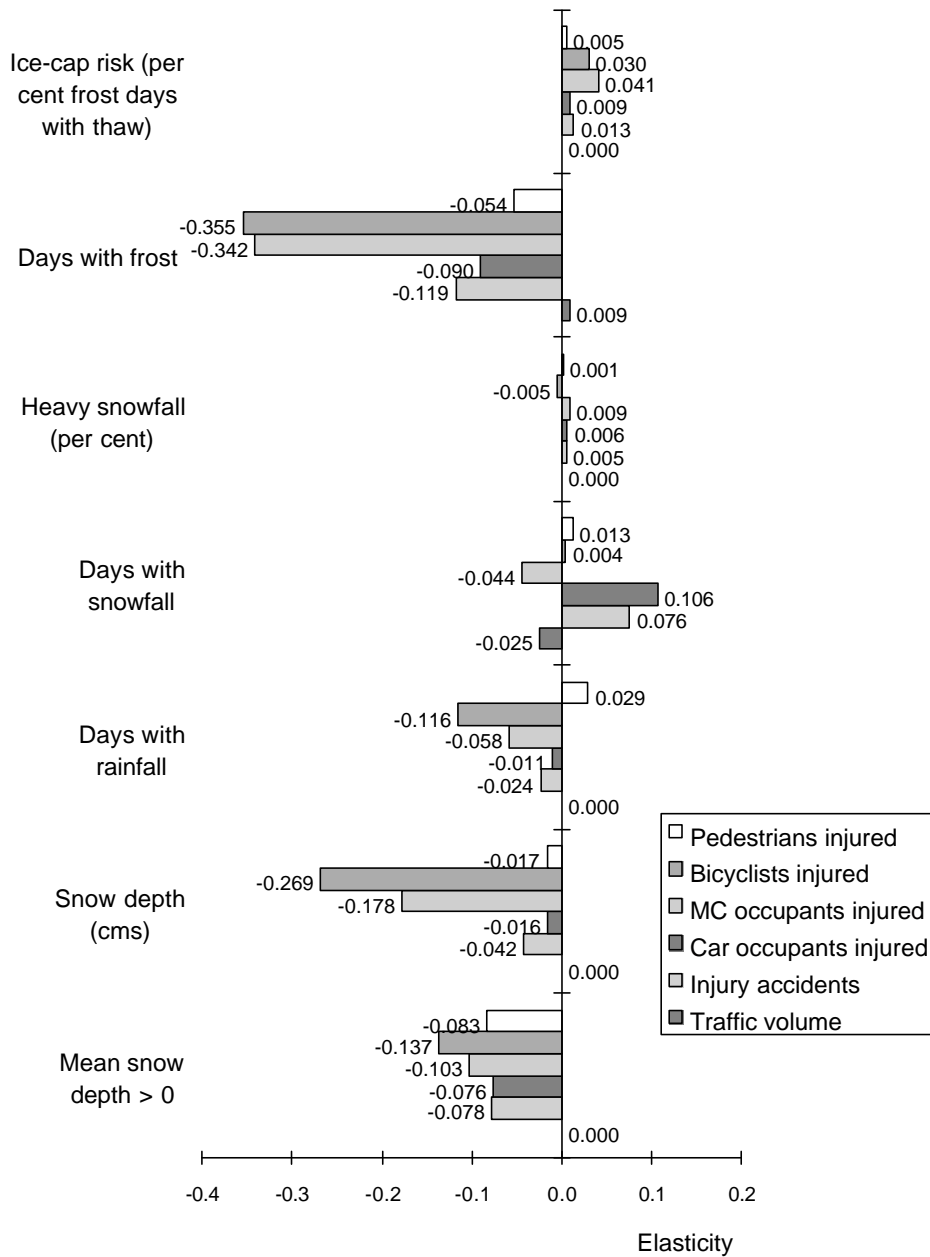 Ice-cap risk (per
cent frost days
with thaw)
0.005
0.030
0.041
0.009
0.013
0.000
Days with frost
-0.054
-0.355
-0.342
-0.090
-0.119
0.009
Heavy snowfall
(per cent)
0.001
-0.005
0.009
0.006
0.005
0.000
Days with
snowfall
0.013
0.004
-0.044
0.106
0.076
-0.025
Days with
rainfall
0.029
-0.116
-0.058
-0.011
-0.024
0.000
Snow depth
(cms)
-0.017
-0.269
-0.178
-0.016
-0.042
0.000
Mean snow
depth > 0
-0.083
-0.137
-0.103
-0.076
-0.078
0.000
Pedestrians injured
Bicyclists injured
MC occupants injured
Car occupants injured
Injury accidents
Traffic volume
-0.4 -0.3 -0.2 -0.1 0.0 0.1 0.2
Elasticity